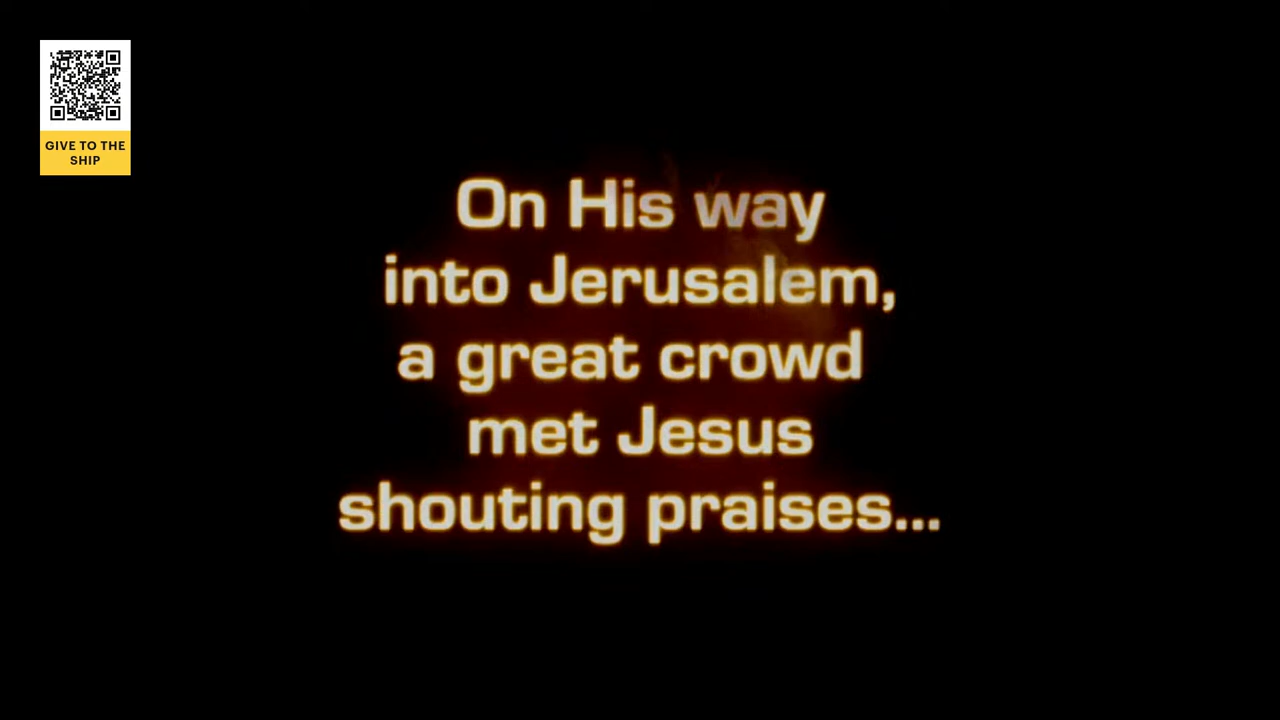 GIVE TO THE
SHIP
On His way
into Jerusalem,
a great crowd
met Jesus
shouting praises...